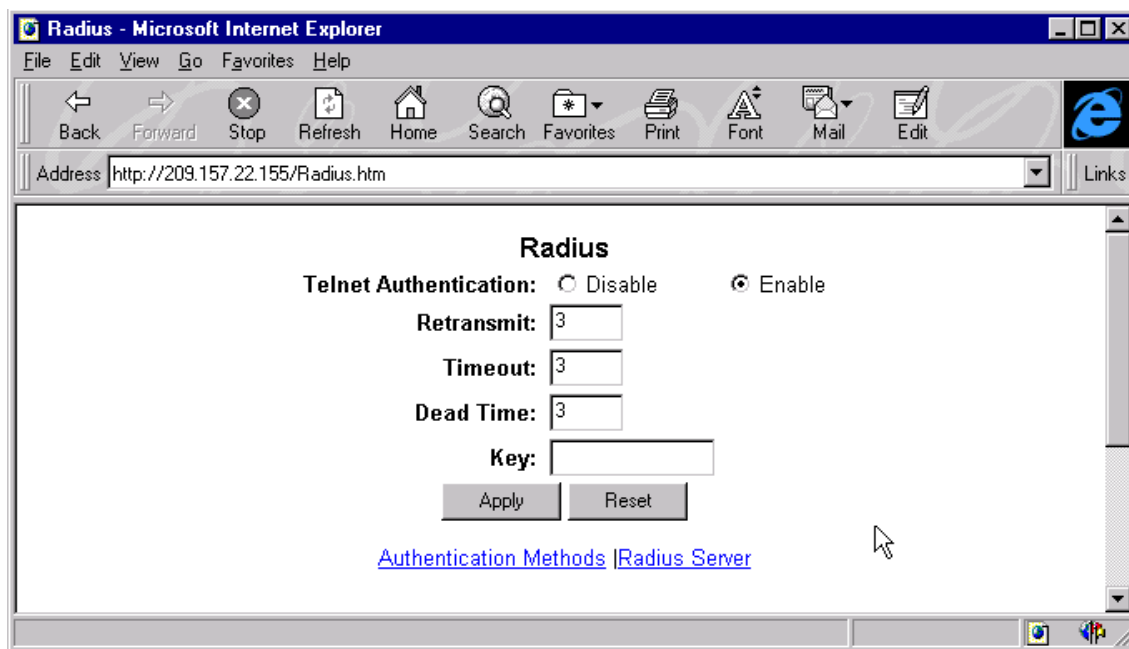 Radius - Microsoft Internet Explorer
File Edit View Go Favorites Help
Back Forward Stop Refresh Home Search Favorites Print Font Mail Edit
Address http://209.157.22.155/Radius.htm Links
Radius
Telnet Authentication: Disable Enable
Retransmit: 3
Timeout: 3
Dead Time: 3
Key:
Apply Reset
Authentication Methods |Radius Server